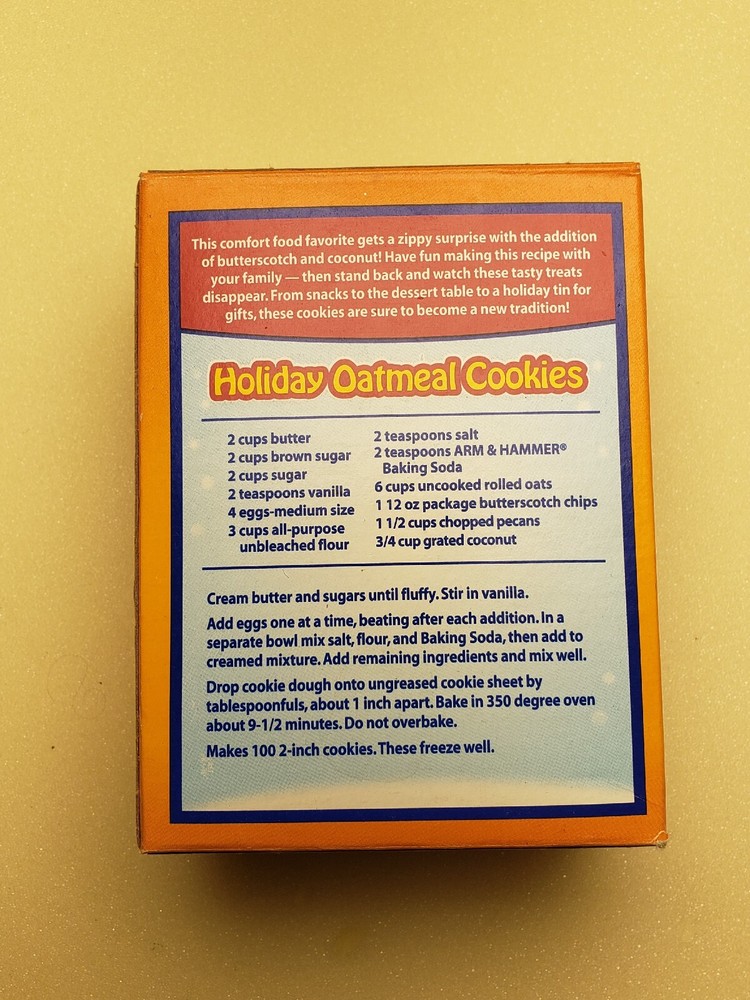 This comfort food favorite gets a zippy surprise with the addition
of butterscotch and coconut! Have fun making this recipe with
your family — then stand back and watch these tasty treats
disappear. From snacks to the dessert table to a holiday tin for
gifts, these cookies are sure to become a new tradition!
Holiday Oatmeal Cookies
2 cups butter
2 cups brown sugar
2 cups sugar
2 teaspoons vanilla
4 eggs-medium size
3 cups all-purpose
unbleached flour
2 teaspoons salt
2 teaspoons ARM & HAMMER®
Baking Soda
6 cups uncooked rolled oats
1 12 oz package butterscotch chips
1 1/2 cups chopped pecans
3/4 cup grated coconut
Cream butter and sugars until fluffy. Stir in vanilla.
Add eggs one at a time, beating after each addition. In a
separate bowl mix salt, flour, and Baking Soda, then add to
creamed mixture. Add remaining ingredients and mix well.
Drop cookie dough onto ungreased cookie sheet by
tablespoonfuls, about 1 inch apart. Bake in 350 degree oven
about 9-1/2 minutes. Do not overbake.
Makes 100 2-inch cookies. These freeze well.